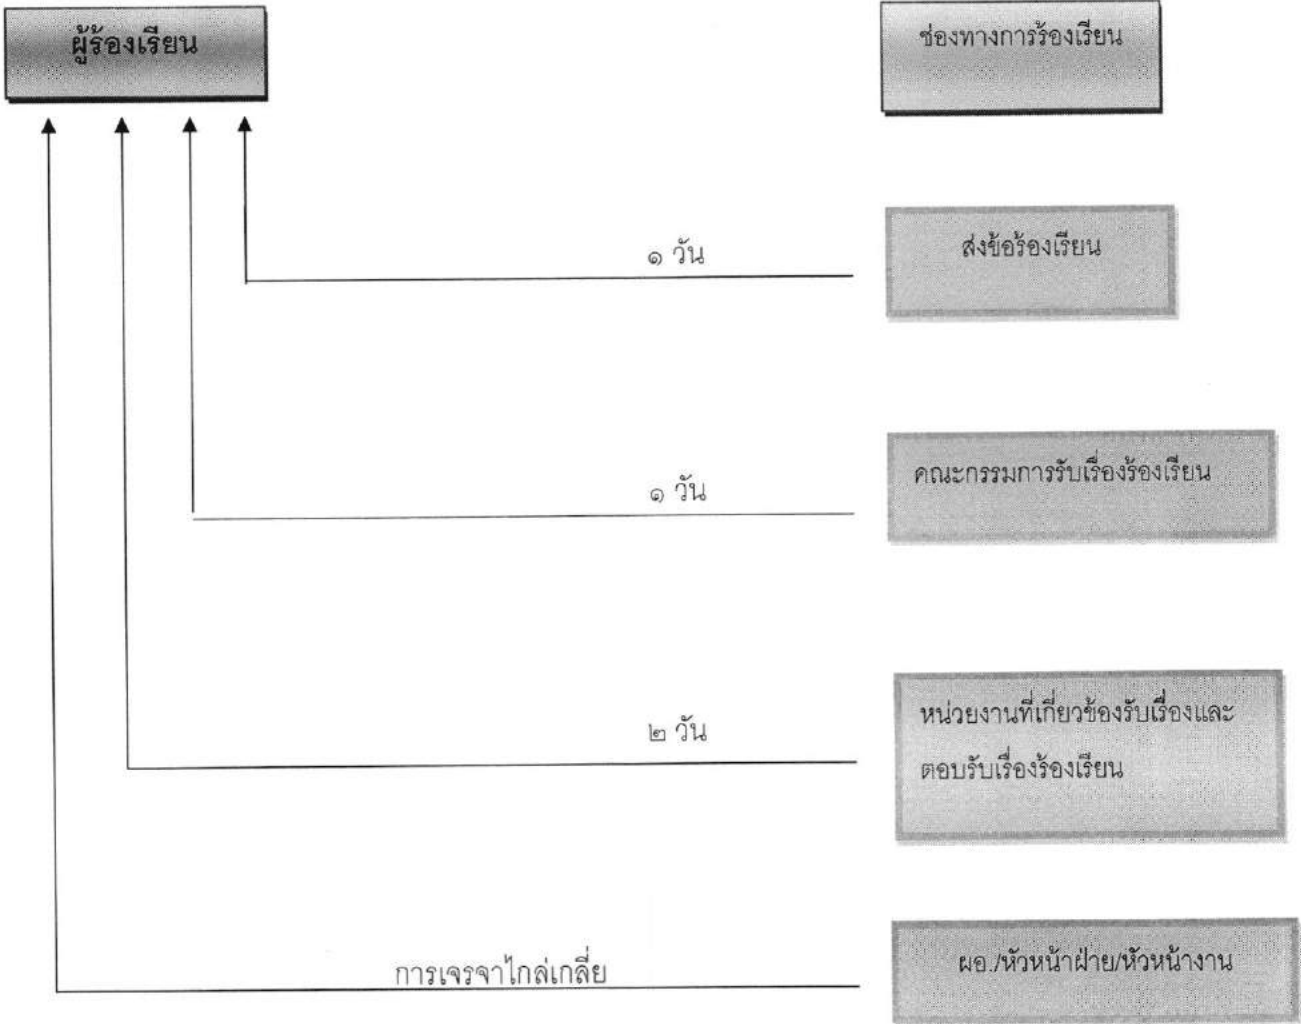 ผู้ร้องเรียน
ช่องทางการร้องเรียน
๑ วัน
ส่งข้อร้องเรียน
๑ วัน
คณะกรรมการรับเรื่องร้องเรียน
๒ วัน
หน่วยงานที่เกี่ยวข้องรับเรื่องและ
ตอบรับเรื่องร้องเรียน
การเจรจาไกล่เกลี่ย
ผอ./หัวหน้าฝ่าย/หัวหน้างาน